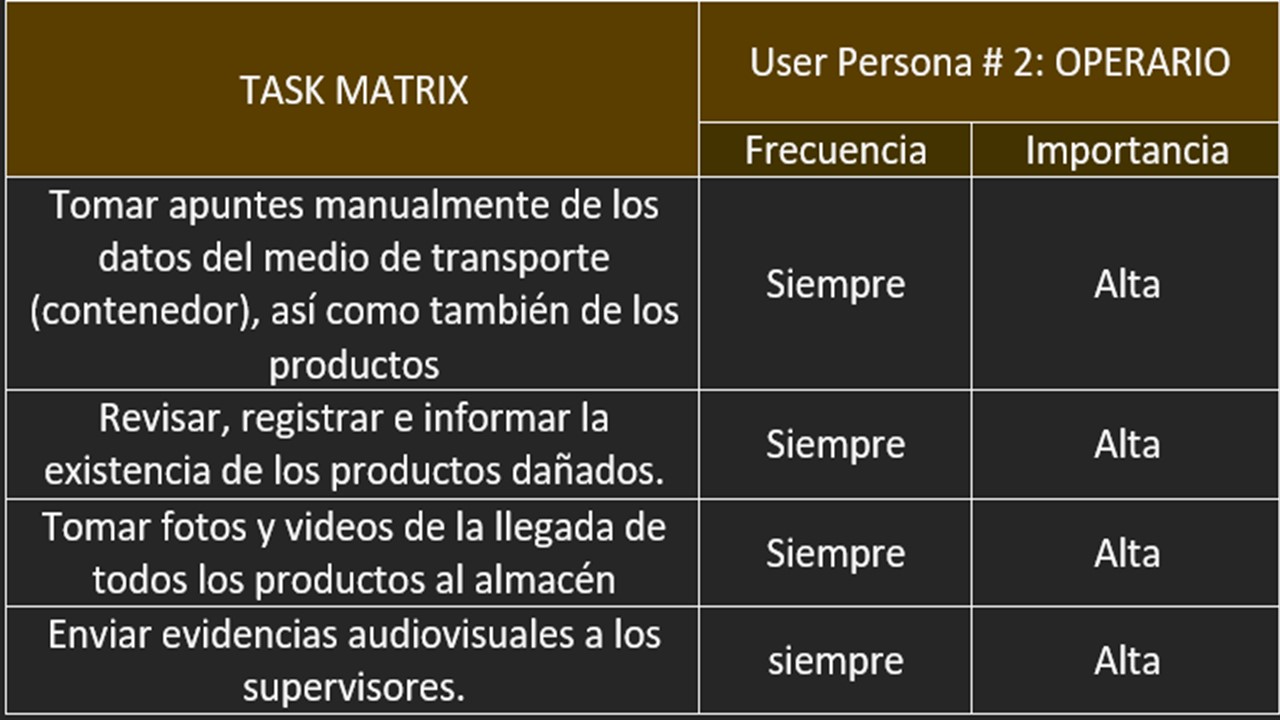 TASK MATRIX
User Persona # 2: OPERARIO
Frecuencia
Importancia
Tomar apuntes manualmente de los
datos del medio de transporte
(contenedor), así como también de los
productos
Siempre
Alta
Revisar, registrar e informar la
existencia de los productos dañados.
Siempre
Alta
Tomar fotos y videos de la llegada de
todos los productos al almacén
Siempre
Alta
Enviar evidencias audiovisuales a los
supervisores.
siempre
Alta